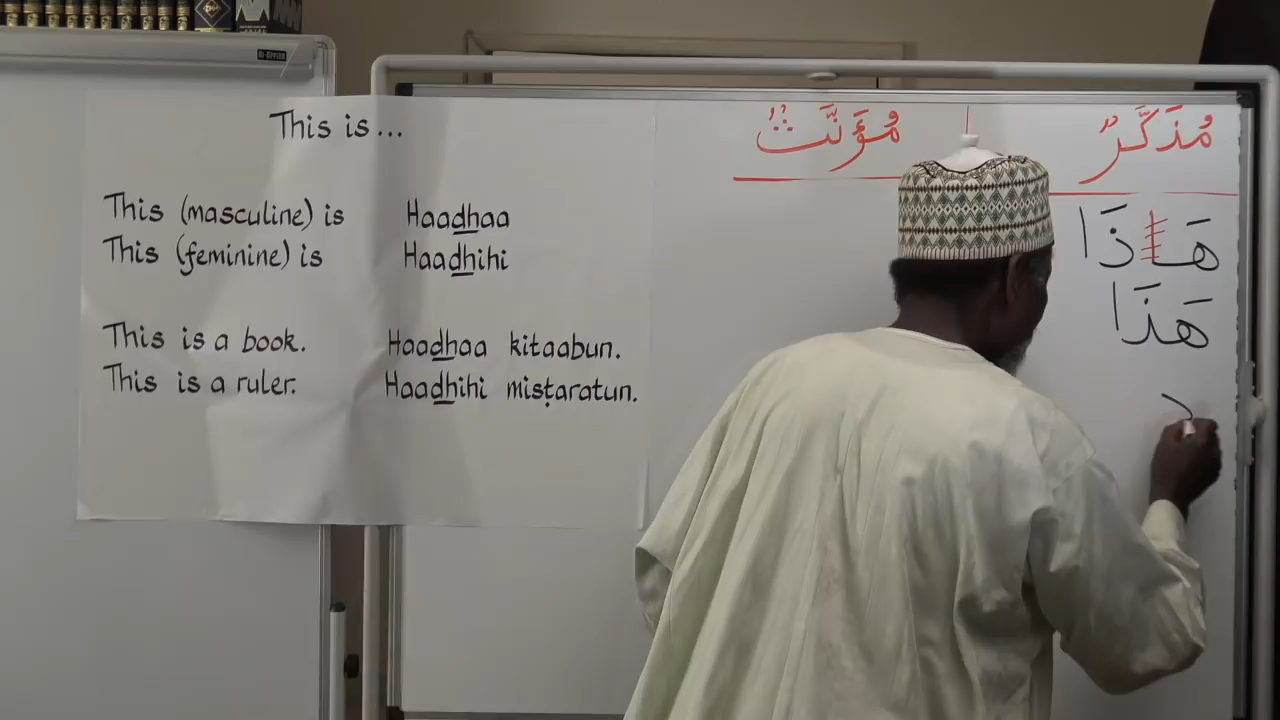 This is...
This (masculine) is Haadhaa
This (feminine) is Haadhihi
This is a book. Haadhaa kitaabun.
This is a ruler. Haadhihi misṭaratun.
مُذَكَّرٌ
مُؤَنَّثٌ
هَاذَا
هَذَا